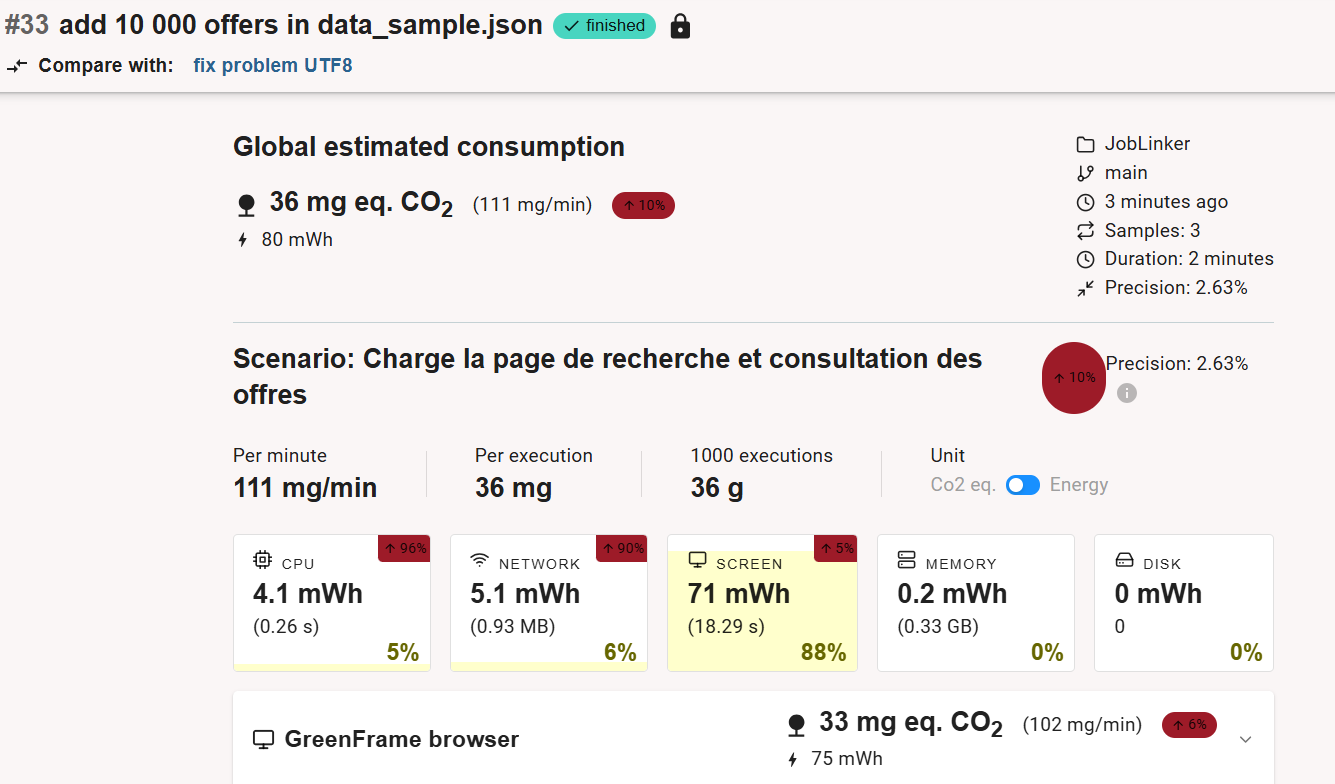 #33 add 10 000 offers in data_sample.json finished
Compare with: fix problem UTF8
Global estimated consumption
36 mg eq. CO2 (111 mg/min) ↑ 10%
80 mWh
JobLinker
main
3 minutes ago
Samples: 3
Duration: 2 minutes
Precision: 2.63%
Scenario: Charge la page de recherche et consultation des
offres
↑ 10%
Precision: 2.63%
Per minute
111 mg/min
Per execution
36 mg
1000 executions
36 g
Unit
Co2 eq. Energy
CPU ↑ 96%
4.1 mWh
(0.26 s)
5%
NETWORK ↑ 90%
5.1 mWh
(0.93 MB)
6%
SCREEN ↑ 5%
71 mWh
(18.29 s)
88%
MEMORY
0.2 mWh
(0.33 GB)
0%
DISK
0 mWh
0
0%
GreenFrame browser
33 mg eq. CO2 (102 mg/min) ↑ 6%
75 mWh